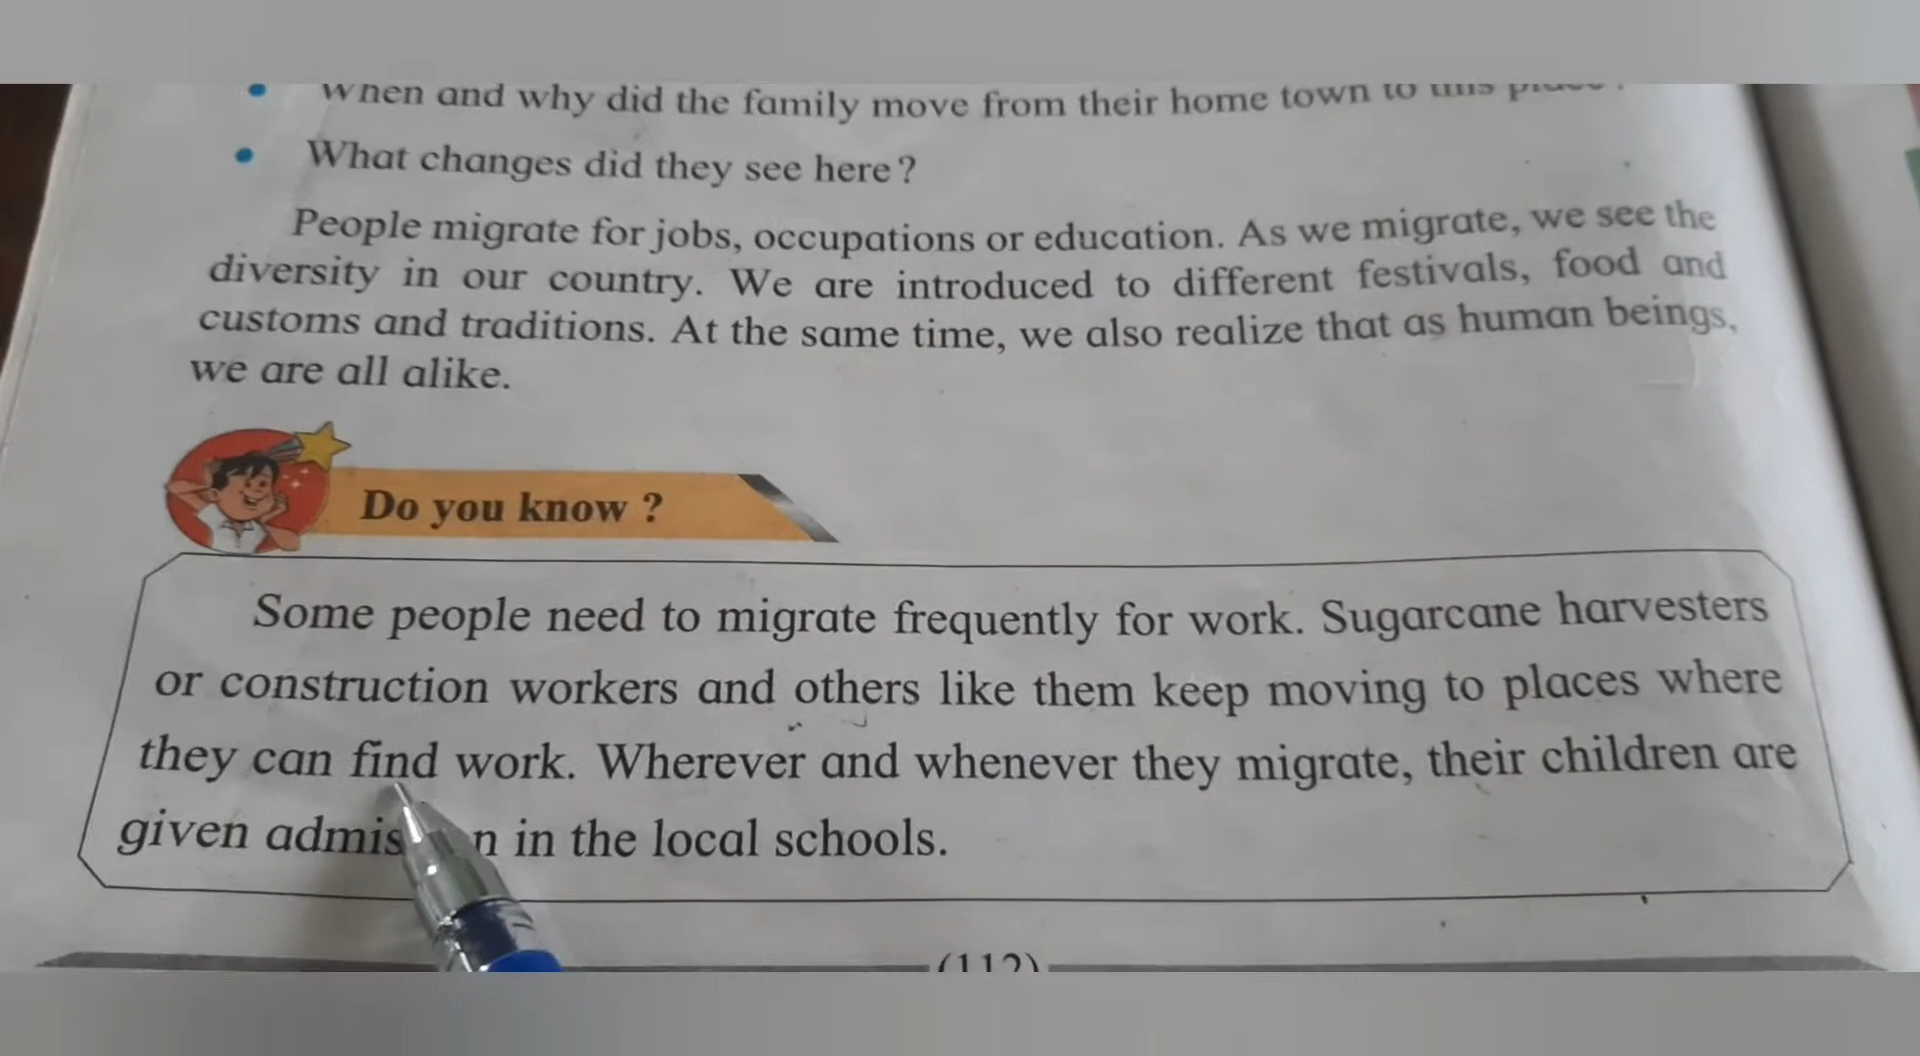 • When and why did the family move from their home town to this
• What changes did they see here?
People migrate for jobs, occupations or education. As we migrate, we see the
diversity in our country. We are introduced to different festivals, food and
customs and traditions. At the same time, we also realize that as human beings,
we are all alike.
Do you know ?
Some people need to migrate frequently for work. Sugarcane harvesters
or construction workers and others like them keep moving to places where
they can find work. Wherever and whenever they migrate, their children are
given admis n in the local schools.